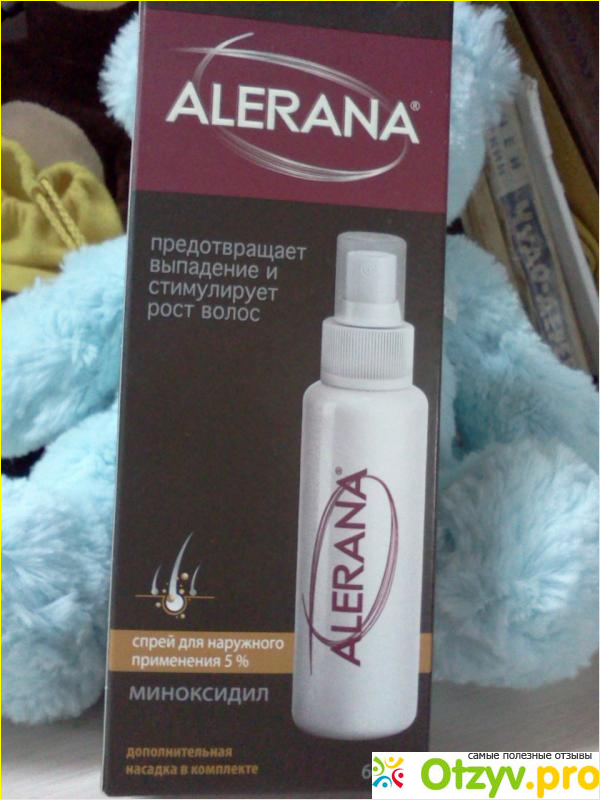 ALERANA®
предотвращает
выпадение и
стимулирует
рост волос
ALERANA®
спрей для наружного
применения 5 %
МИНОКСИДИЛ
дополнительная
насадка в комплекте
самые полезные отзывы
Otzyv.pro